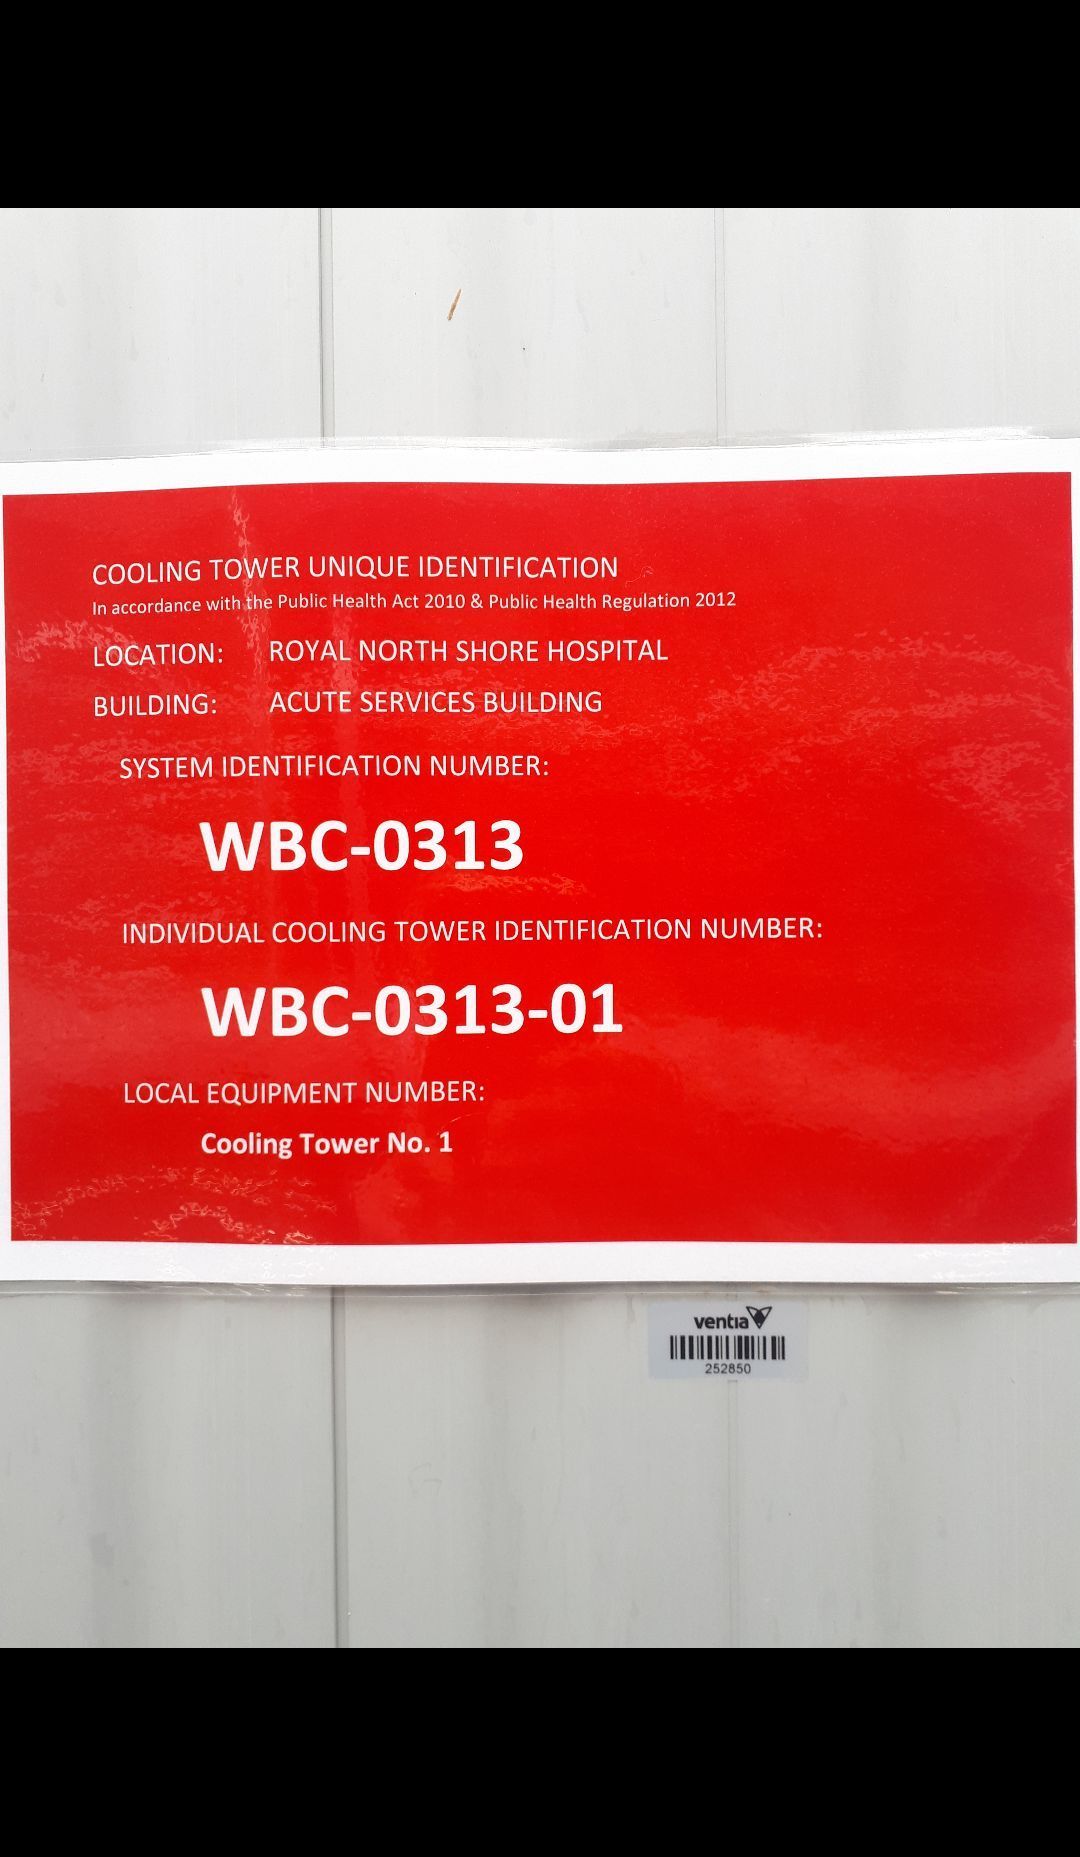 COOLING TOWER UNIQUE IDENTIFICATION
In accordance with the Public Health Act 2010 & Public Health Regulation 2012
LOCATION: ROYAL NORTH SHORE HOSPITAL
BUILDING: ACUTE SERVICES BUILDING
SYSTEM IDENTIFICATION NUMBER:
WBC-0313
INDIVIDUAL COOLING TOWER IDENTIFICATION NUMBER:
WBC-0313-01
LOCAL EQUIPMENT NUMBER:
Cooling Tower No. 1
ventia
252850